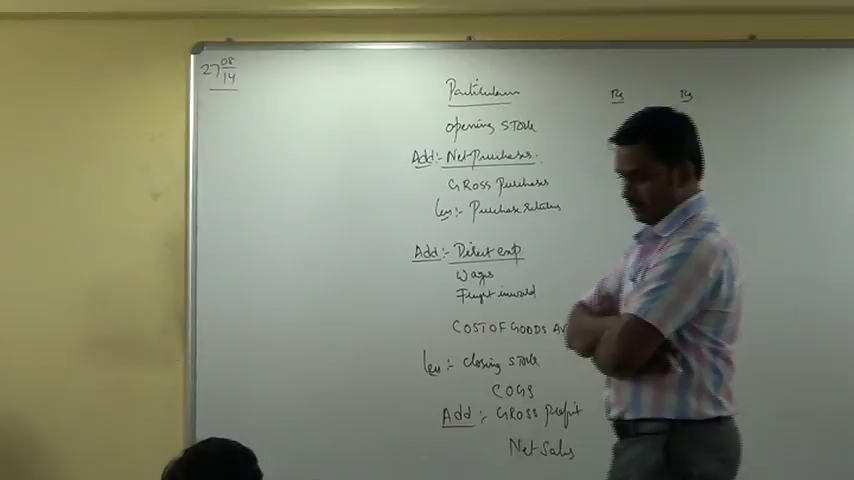 27 08/14
Particulars Rs Rs
opening Stock
Add:- Net Purchases.
GROSS Purchases
Less:- Purchase returns
Add:- Direct exp
Wages
Freight inward
COST OF GOODS AV
Less:- closing stock
COGS
Add:- GROSS Profit
Net Sales